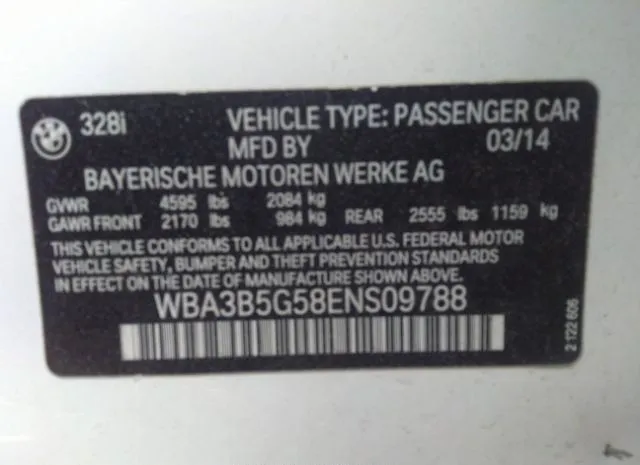 BMW 328i VEHICLE TYPE: PASSENGER CAR
MFD BY 03/14
BAYERISCHE MOTOREN WERKE AG
GVWR 4595 lbs 2084 kg
GAWR FRONT 2170 lbs 984 kg REAR 2555 lbs 1159 kg
THIS VEHICLE CONFORMS TO ALL APPLICABLE U.S. FEDERAL MOTOR
VEHICLE SAFETY, BUMPER AND THEFT PREVENTION STANDARDS
IN EFFECT ON THE DATE OF MANUFACTURE SHOWN ABOVE.
WBA3B5G58ENS09788
2 122 606